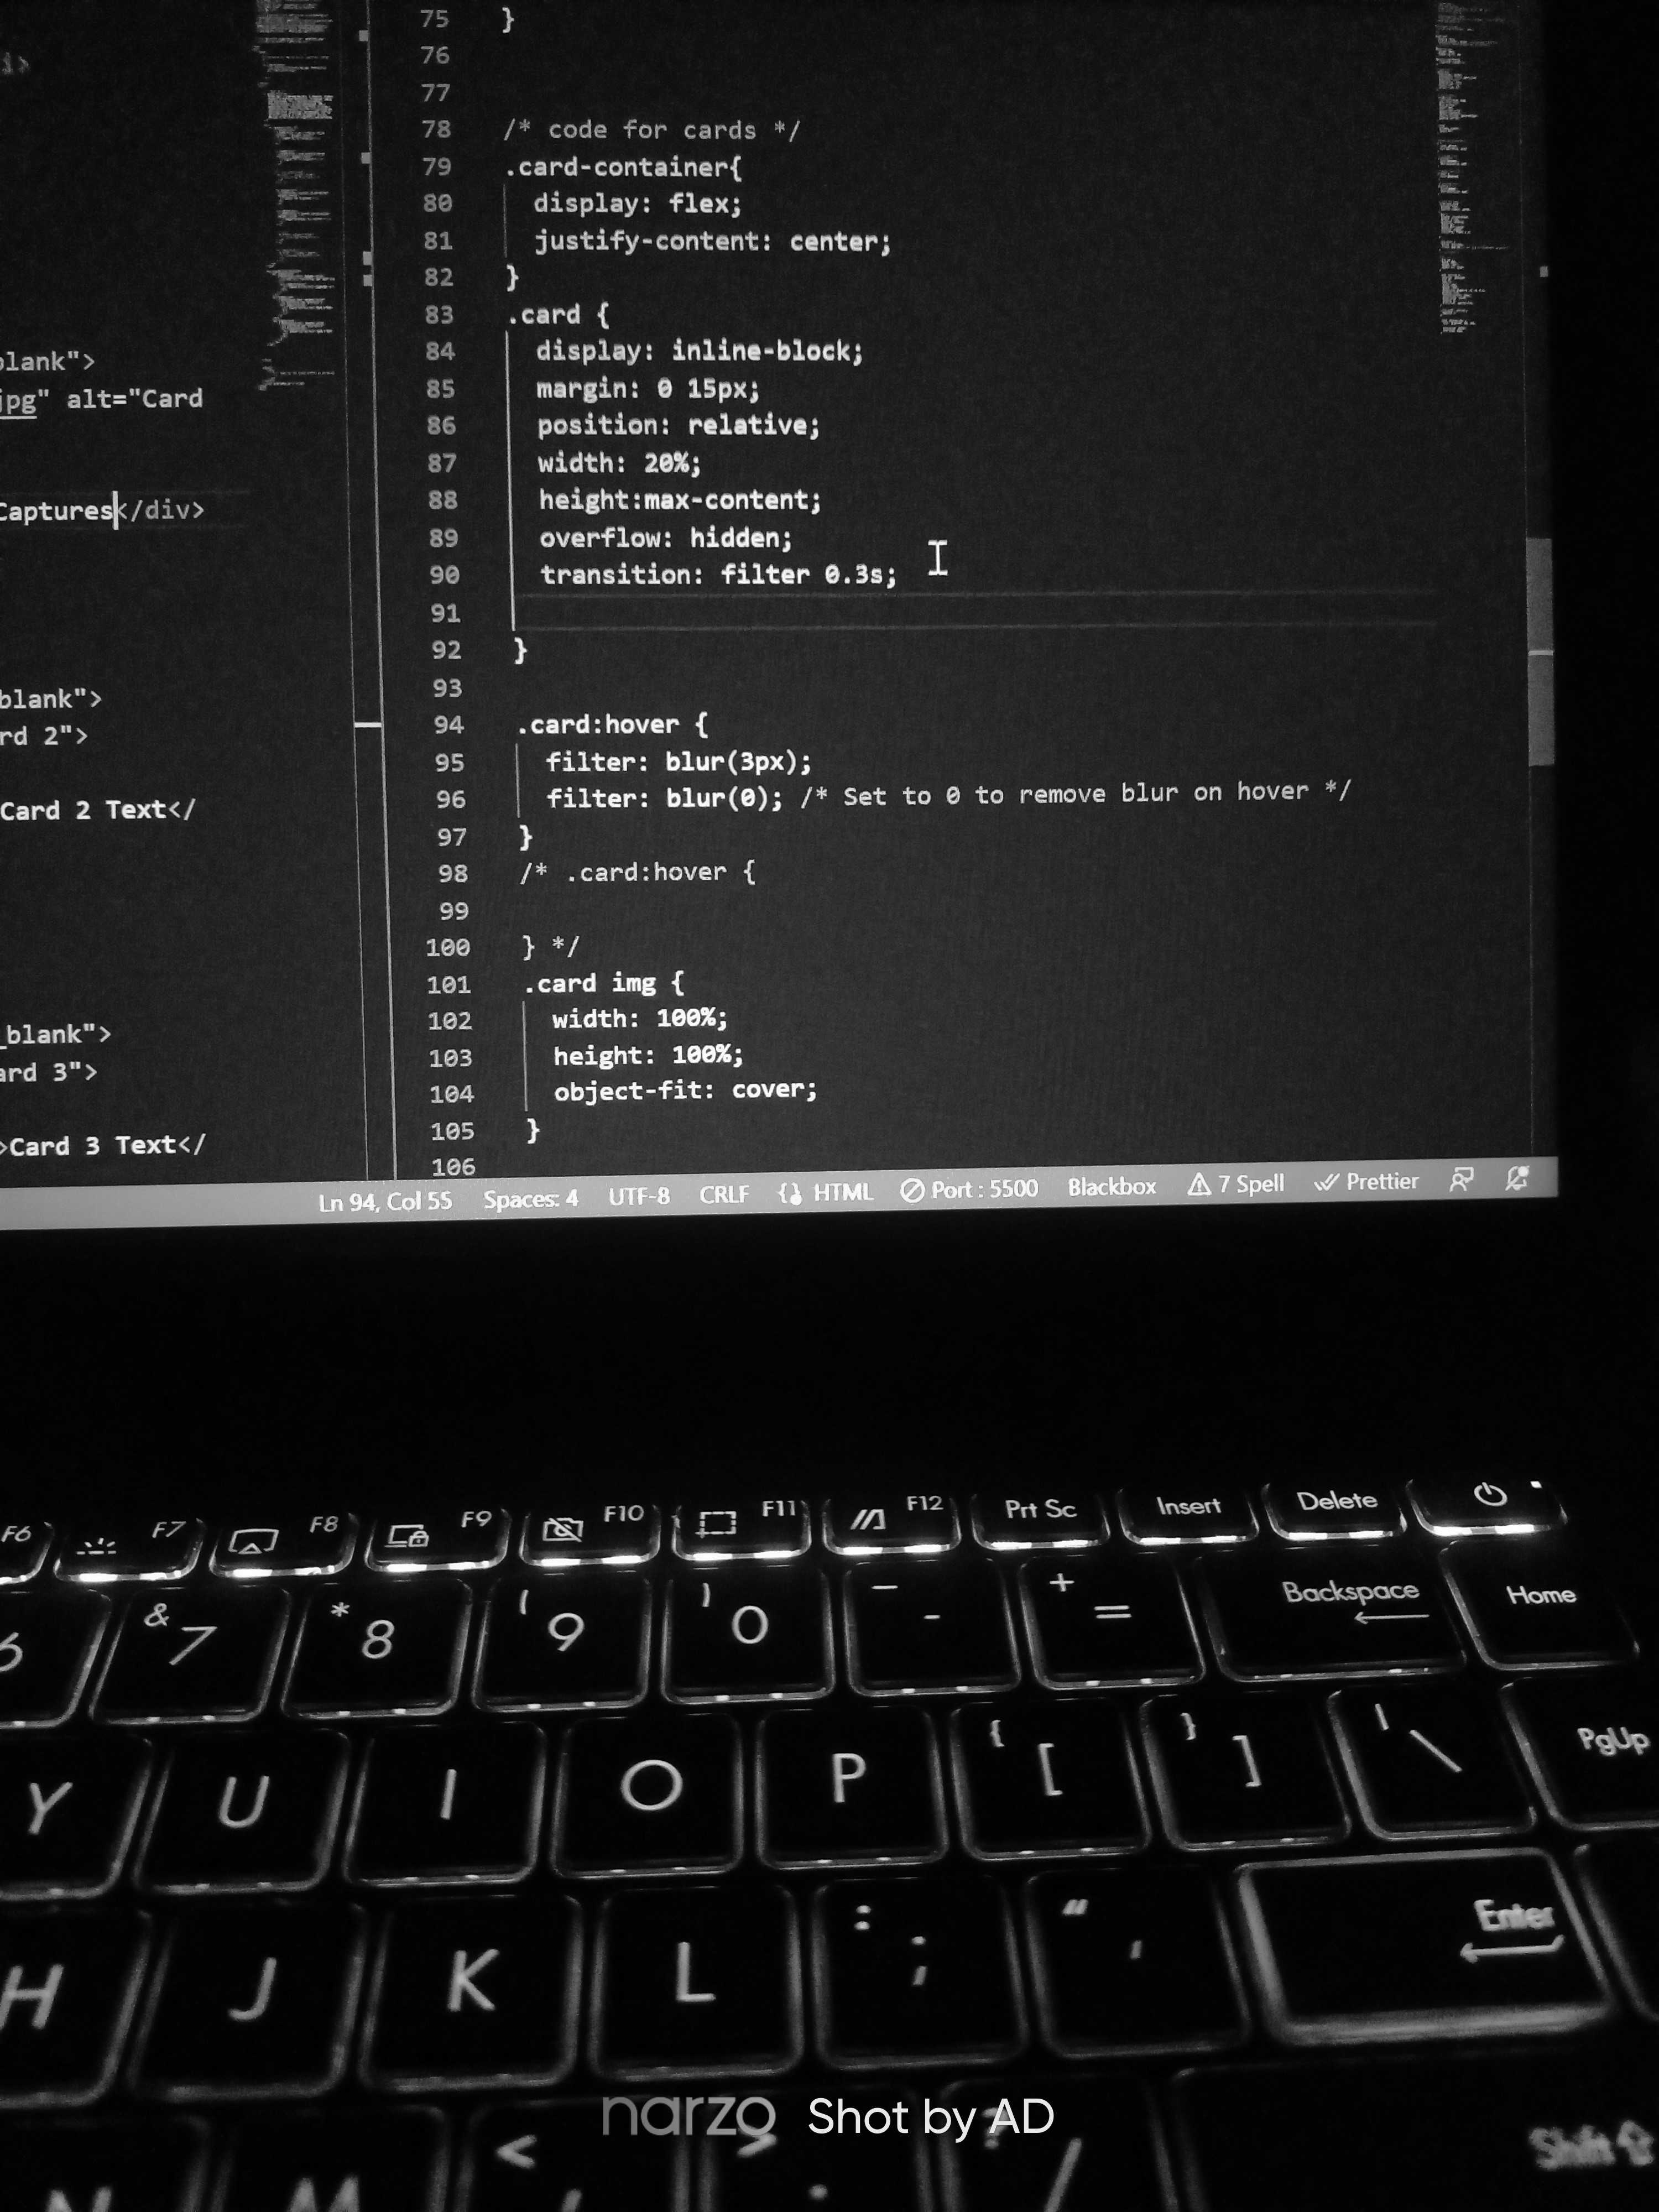 i>
blank">
jpg" alt="Card
Captures</div>
blank">
rd 2">
Card 2 Text</
_blank">
ard 3">
>Card 3 Text</
75 }
76
77
78 /* code for cards */
79 .card-container{
80 display: flex;
81 justify-content: center;
82 }
83 .card {
84 display: inline-block;
85 margin: 0 15px;
86 position: relative;
87 width: 20%;
88 height:max-content;
89 overflow: hidden;
90 transition: filter 0.3s;
91
92 }
93
94 .card:hover {
95 filter: blur(3px);
96 filter: blur(0); /* Set to 0 to remove blur on hover */
97 }
98 /* .card:hover {
99
100 } */
101 .card img {
102 width: 100%;
103 height: 100%;
104 object-fit: cover;
105 }
106
Ln 94, Col 55 Spaces: 4 UTF-8 CRLF HTML Port : 5500 Blackbox 7 Spell Prettier
F6 F7 F8 F9 F10 F11 F12 Prt Sc Insert Delete
6 & 7 * 8 ( 9 ) 0 _ - + = Backspace Home
Y U I O P { [ } ] | \ PgUp
H J K L : ; " ' Enter
narzo Shot by AD
N M < , > . ? / Shift